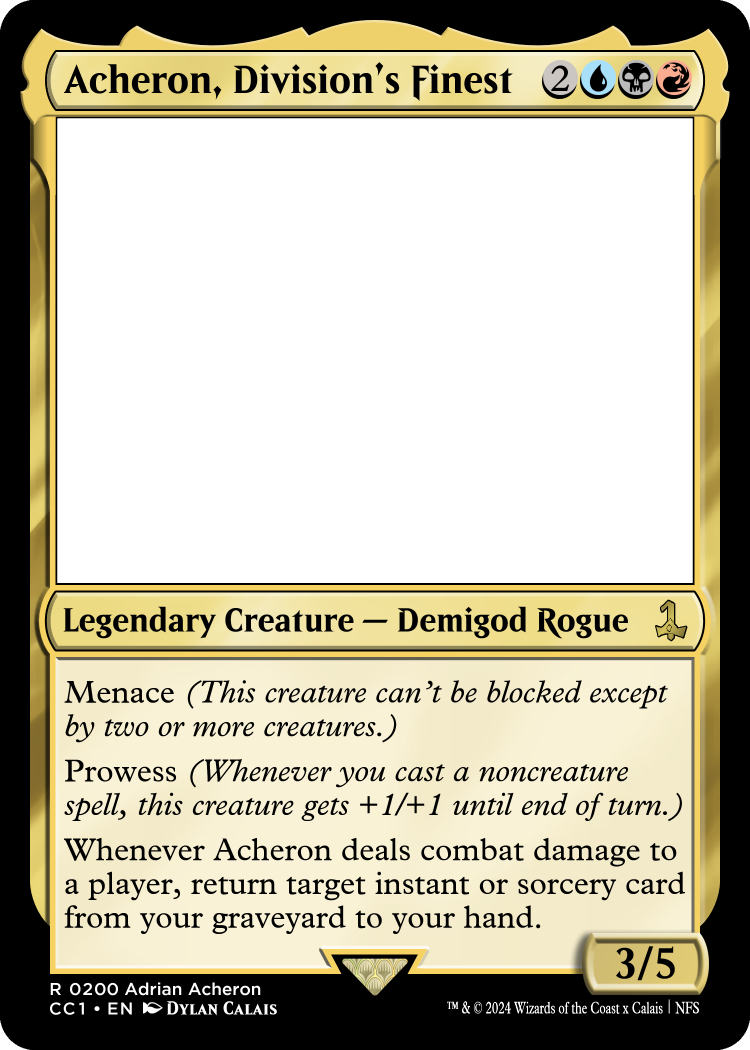 Acheron, Division's Finest 2
Legendary Creature — Demigod Rogue
Menace (This creature can't be blocked except
by two or more creatures.)
Prowess (Whenever you cast a noncreature
spell, this creature gets +1/+1 until end of turn.)
Whenever Acheron deals combat damage to
a player, return target instant or sorcery card
from your graveyard to your hand.
3/5
R 0200 Adrian Acheron
CC1 • EN Dylan Calais
™ & © 2024 Wizards of the Coast x Calais | NFS